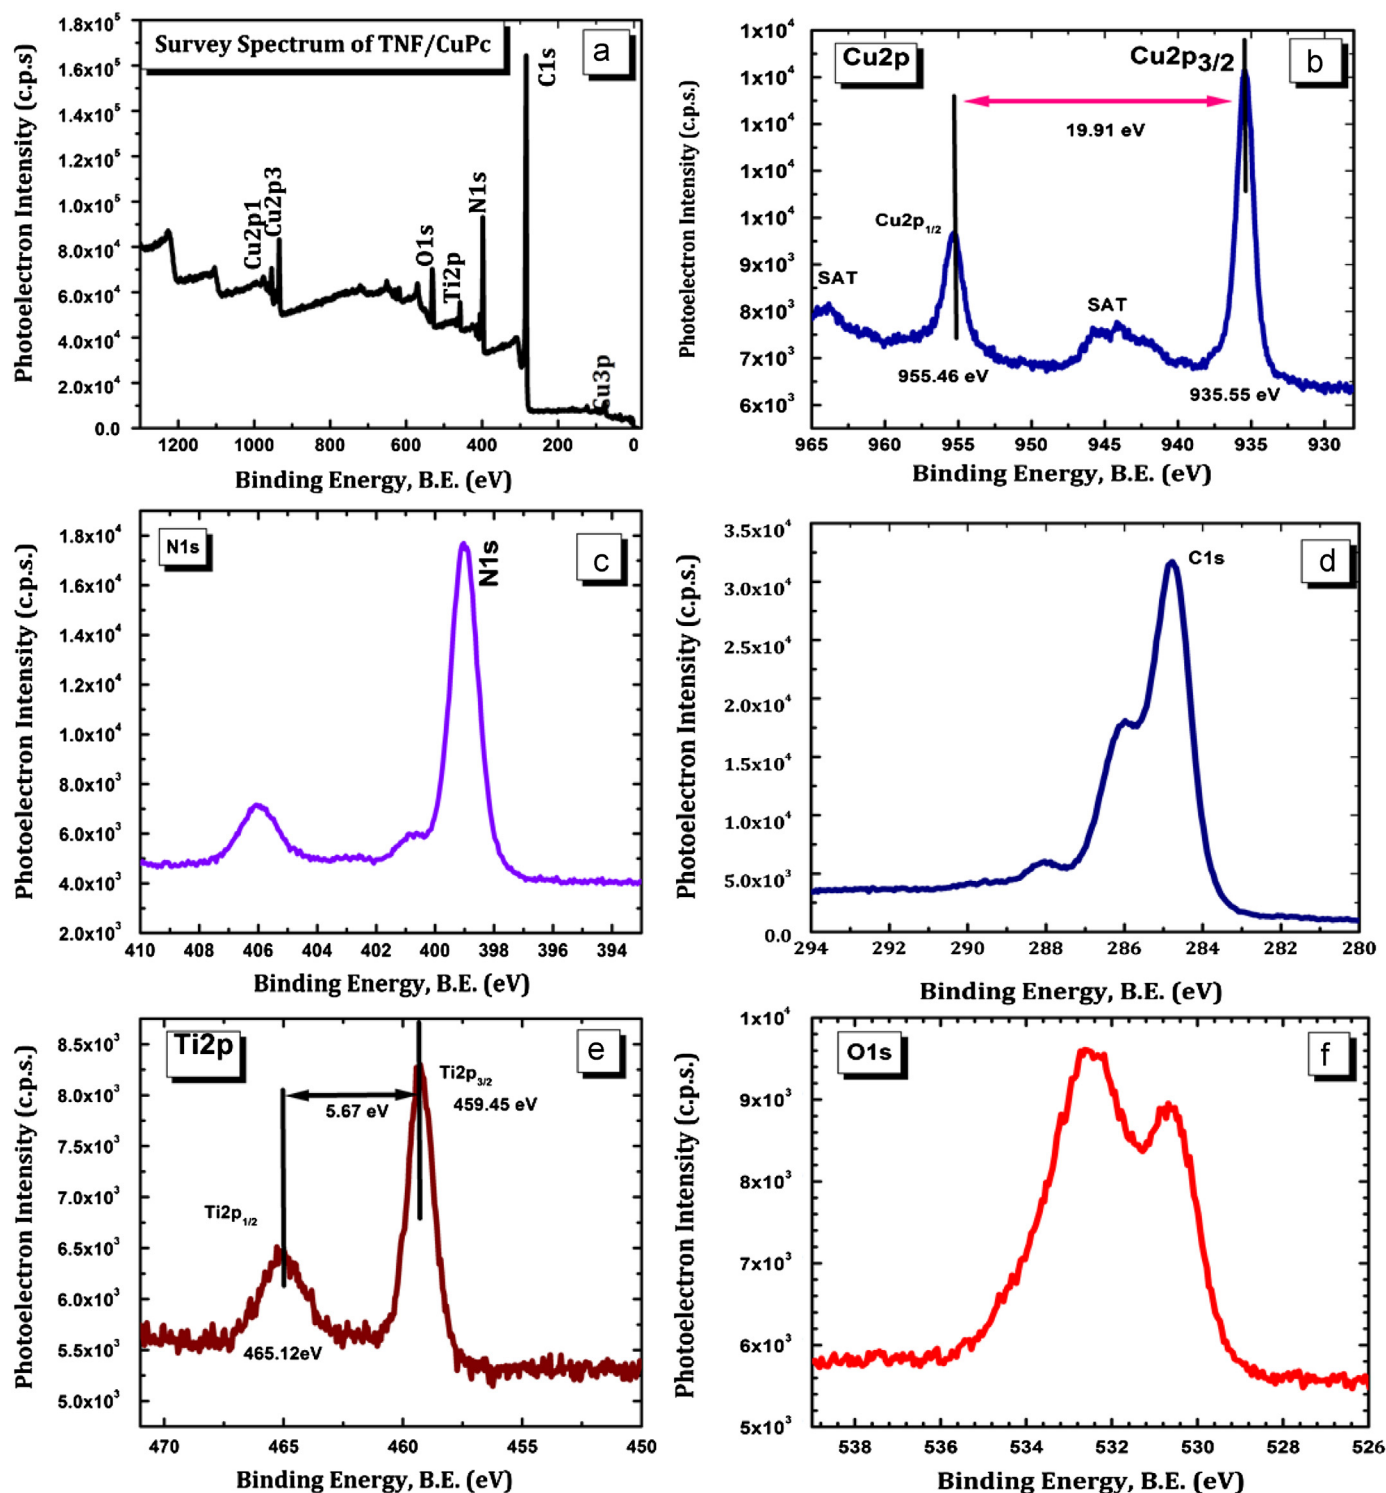 Survey Spectrum of TNF/CuPc
a
Photoelectron Intensity (c.p.s)
1.8x10⁵
1.6x10⁵
1.4x10⁵
1.2x10⁵
1.0x10⁵
8.0x10⁴
6.0x10⁴
4.0x10⁴
2.0x10⁴
0.0
Cu2p1
Cu2p3
O1s
Ti2p
N1s
C1s
Cu3p
1200 1000 800 600 400 200 0
Binding Energy, B.E. (eV)
Cu2p
b
Photoelectron Intensity (c.p.s.)
1x10⁴
1x10⁴
1x10⁴
1x10⁴
1x10⁴
9x10³
8x10³
7x10³
6x10³
Cu2p3/2
19.91 eV
Cu2p1/2
SAT
SAT
955.46 eV
935.55 eV
965 960 955 950 945 940 935 930
Binding Energy, B.E. (eV)
N1s
c
Photoelectron Intensity (c.p.s.)
1.8x10⁴
1.6x10⁴
1.4x10⁴
1.2x10⁴
1.0x10⁴
8.0x10³
6.0x10³
4.0x10³
2.0x10³
N1s
410 408 406 404 402 400 398 396 394
Binding Energy, B.E. (eV)
d
Photoelectron Intensity (c.p.s.)
3.5x10⁴
3.0x10⁴
2.5x10⁴
2.0x10⁴
1.5x10⁴
1.0x10⁴
5.0x10³
0.0
C1s
294 292 290 288 286 284 282 280
Binding Energy, B.E. (eV)
Ti2p
e
Photoelectron Intensity (c.p.s.)
8.5x10³
8.0x10³
7.5x10³
7.0x10³
6.5x10³
6.0x10³
5.5x10³
5.0x10³
Ti2p3/2
459.45 eV
5.67 eV
Ti2p1/2
465.12eV
470 465 460 455 450
Binding Energy, B.E. (eV)
O1s
f
Photoelectron Intensity (c.p.s.)
1x10⁴
9x10³
8x10³
7x10³
6x10³
5x10³
538 536 534 532 530 528 526
Binding Energy, B.E. (eV)